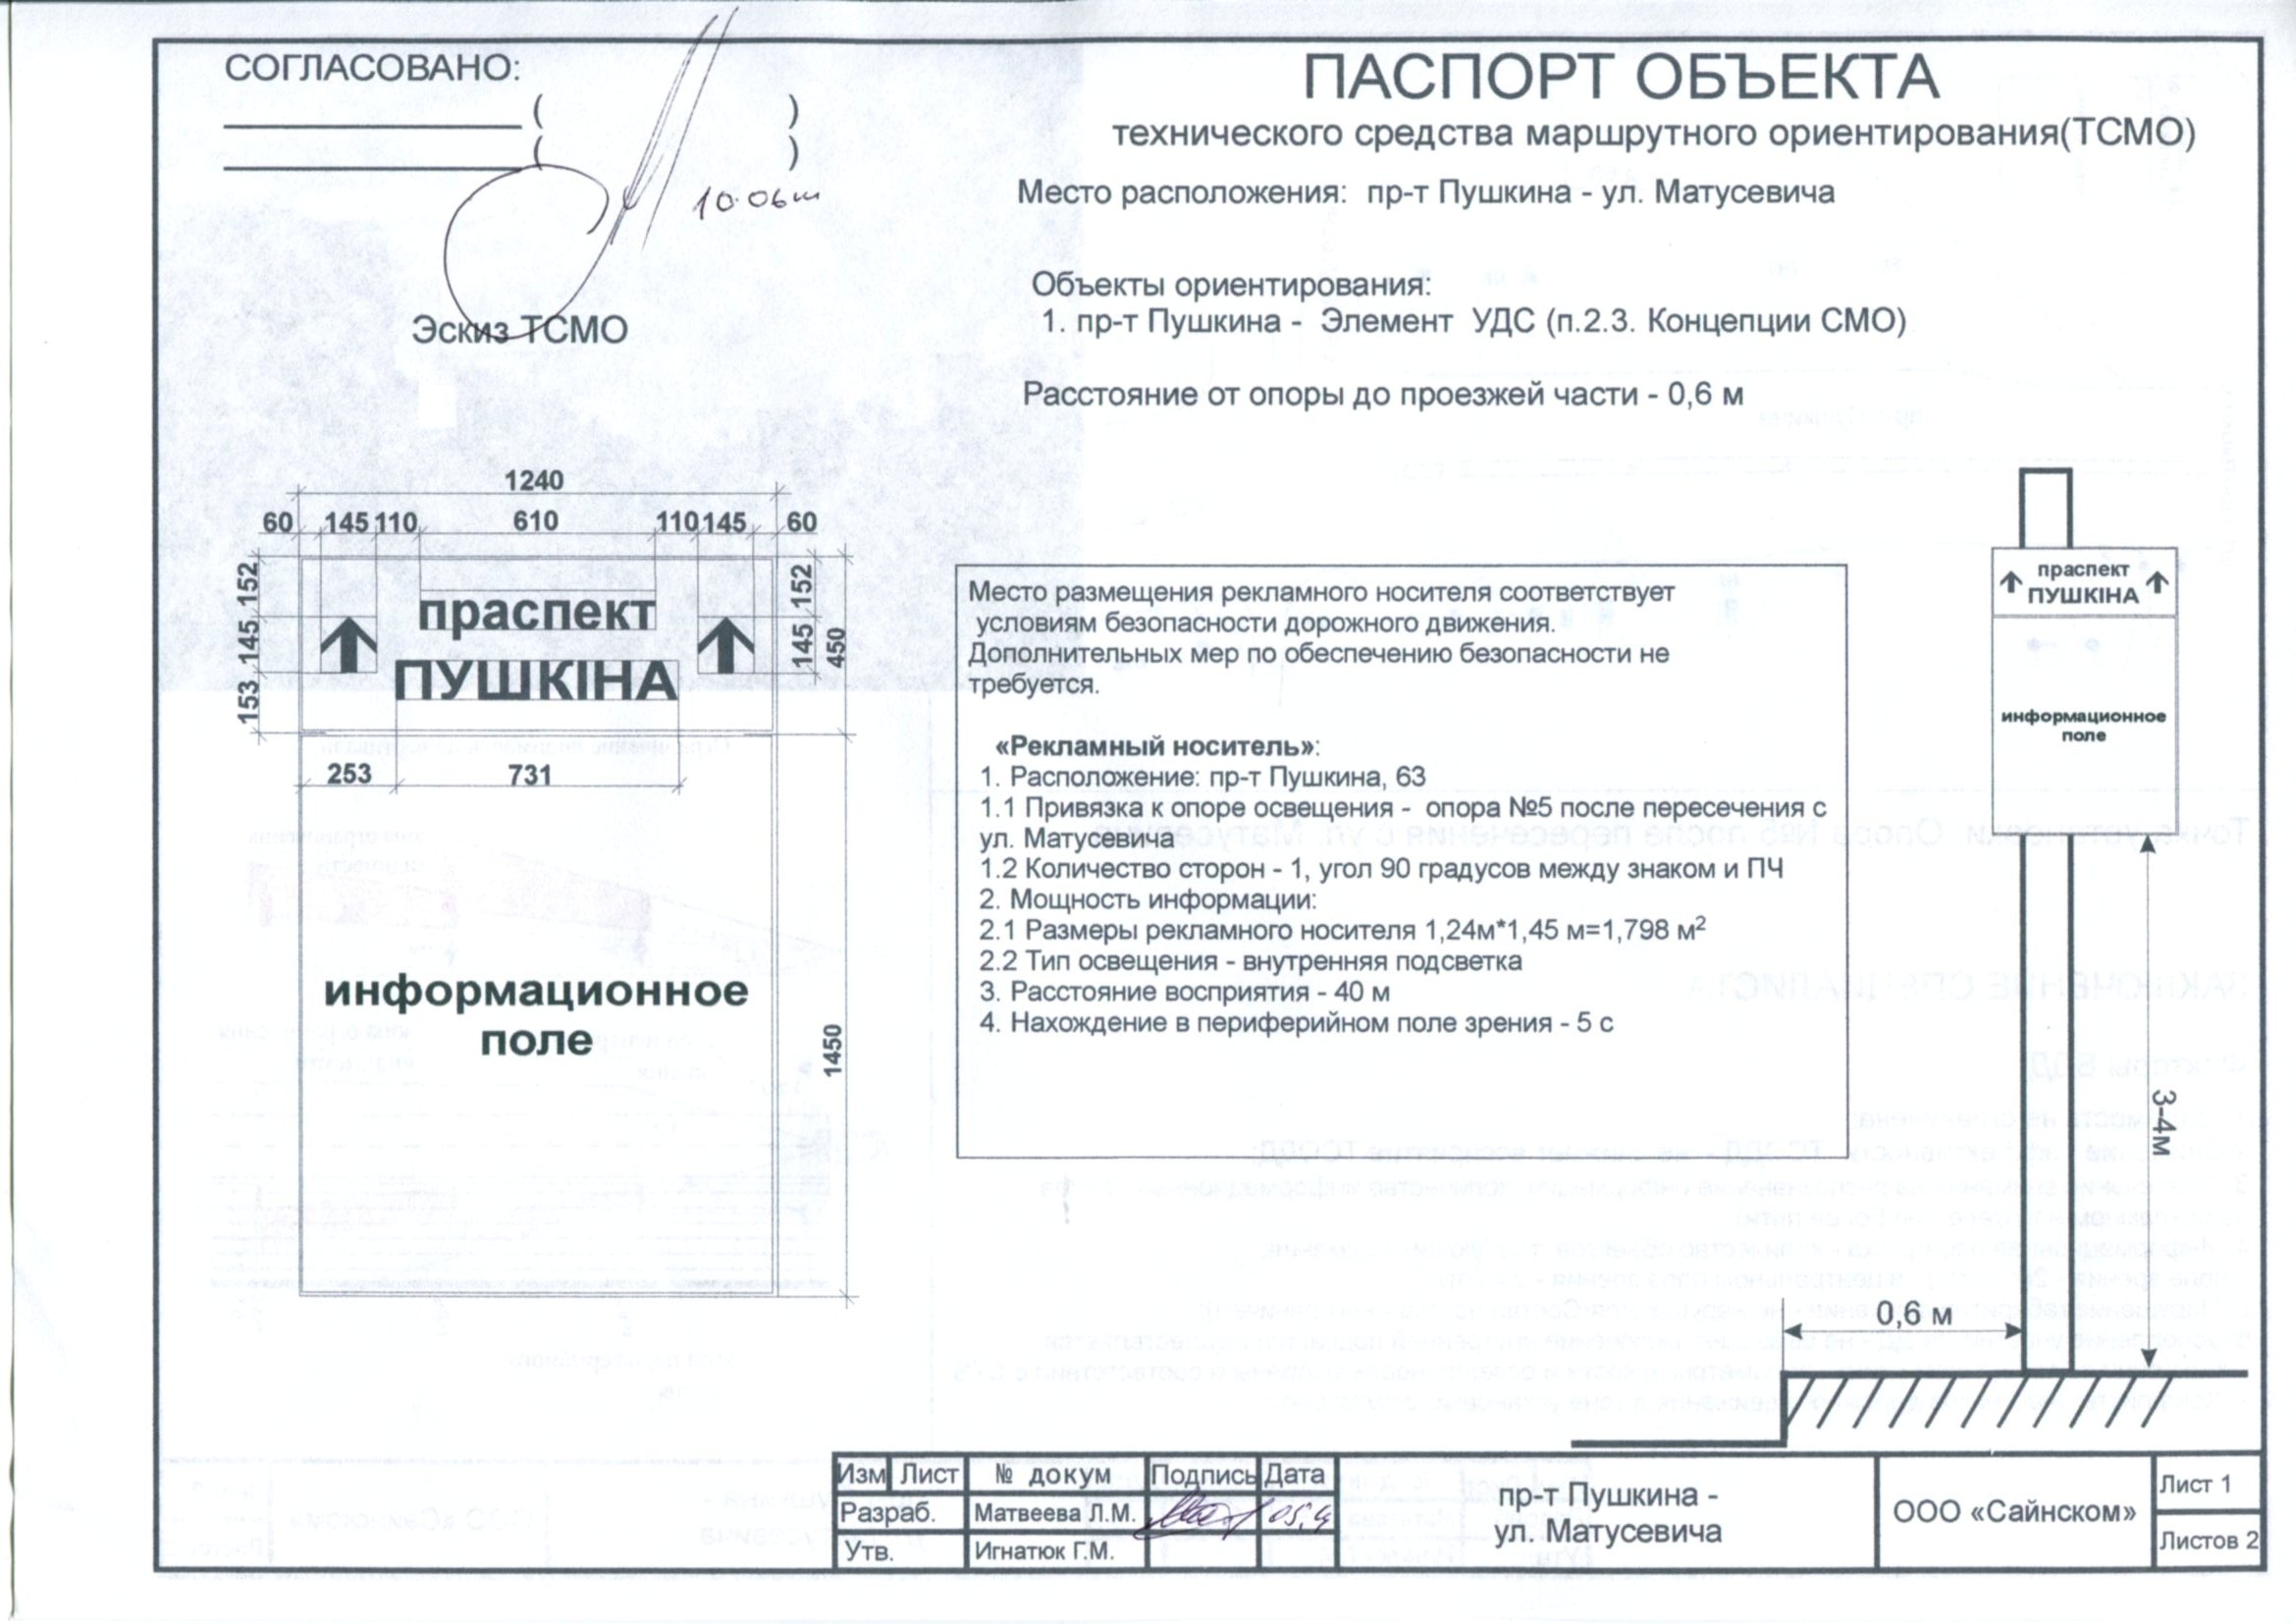 СОГЛАСОВАНО:
( )
( )
ПАСПОРТ ОБЪЕКТА
технического средства маршрутного ориентирования(ТСМО)
Место расположения: пр-т Пушкина - ул. Матусевича
Объекты ориентирования:
1. пр-т Пушкина - Элемент УДС (п.2.3. Концепции СМО)
Расстояние от опоры до проезжей части - 0,6 м
Эскиз ТСМО
1240
60 145 110 610 110 145 60
152 145 153
152 145 450
праспект
ПУШКІНА
253 731
информационное
поле
1450
Место размещения рекламного носителя соответствует
условиям безопасности дорожного движения.
Дополнительных мер по обеспечению безопасности не
требуется.
«Рекламный носитель»:
1. Расположение: пр-т Пушкина, 63
1.1 Привязка к опоре освещения - опора №5 после пересечения с
ул. Матусевича
1.2 Количество сторон - 1, угол 90 градусов между знаком и ПЧ
2. Мощность информации:
2.1 Размеры рекламного носителя 1,24м*1,45 м=1,798 м²
2.2 Тип освещения - внутренняя подсветка
3. Расстояние восприятия - 40 м
4. Нахождение в периферийном поле зрения - 5 с
праспект
ПУШКІНА
информационное
поле
3-4м
0,6 м
Изм Лист № докум Подпись Дата
Разраб. Матвеева Л.М.
Утв. Игнатюк Г.М.
пр-т Пушкина -
ул. Матусевича
ООО «Сайнском»
Лист 1
Листов 2